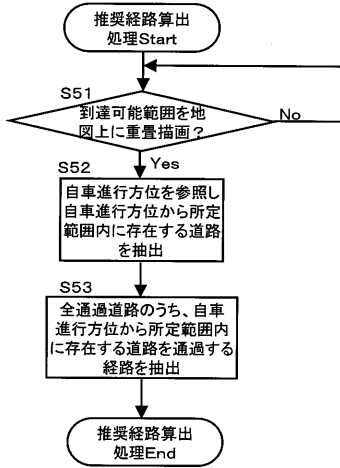 推奨経路算出
処理Start
S51
到達可能範囲を地
図上に重畳描画？
No
Yes
S52
自車進行方位を参照し
自車進行方位から所定
範囲内に存在する道路
を抽出
S53
全通過道路のうち、自車
進行方位から所定範囲内
に存在する道路を通過する
経路を抽出
推奨経路算出
処理End